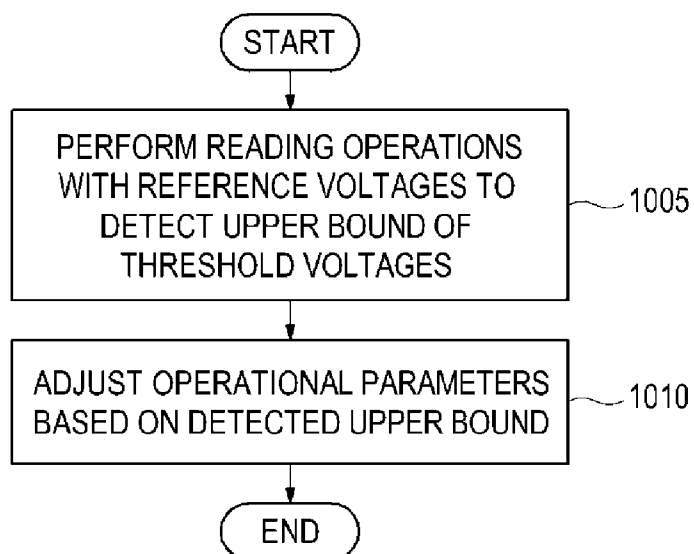 START
PERFORM READING OPERATIONS
WITH REFERENCE VOLTAGES TO
DETECT UPPER BOUND OF
THRESHOLD VOLTAGES
1005
ADJUST OPERATIONAL PARAMETERS
BASED ON DETECTED UPPER BOUND
1010
END